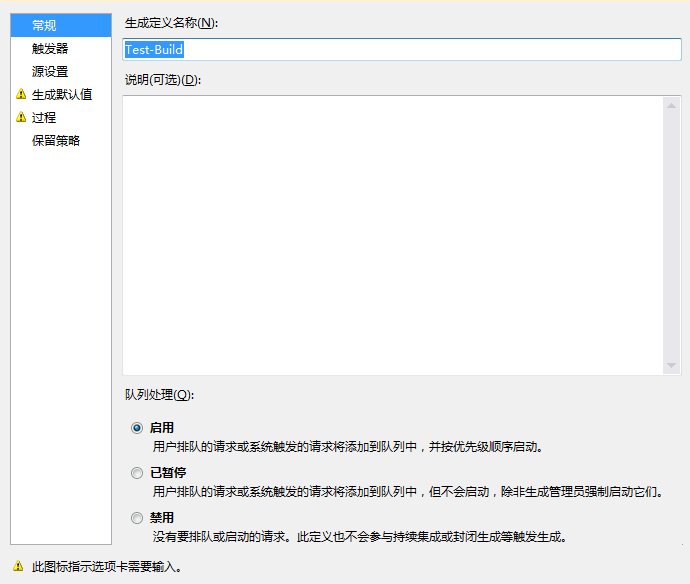 常规
触发器
源设置
生成默认值
过程
保留策略
生成定义名称(N):
Test-Build
说明(可选)(D):
队列处理(Q):
启用
用户排队的请求或系统触发的请求将添加到队列中，并按优先级顺序启动。
已暂停
用户排队的请求或系统触发的请求将添加到队列中，但不会启动，除非生成管理员强制启动它们。
禁用
没有要排队或启动的请求。此定义也不会参与持续集成或封闭生成等触发生成。
此图标指示选项卡需要输入。